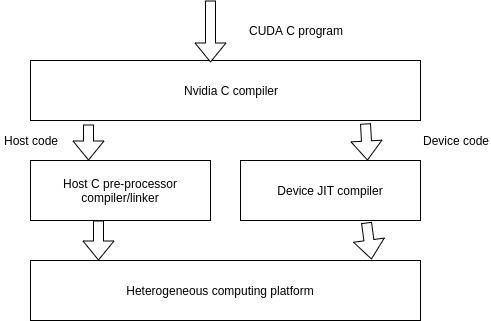 CUDA C program
Nvidia C compiler
Host code
Device code
Host C pre-processor
compiler/linker
Device JIT compiler
Heterogeneous computing platform